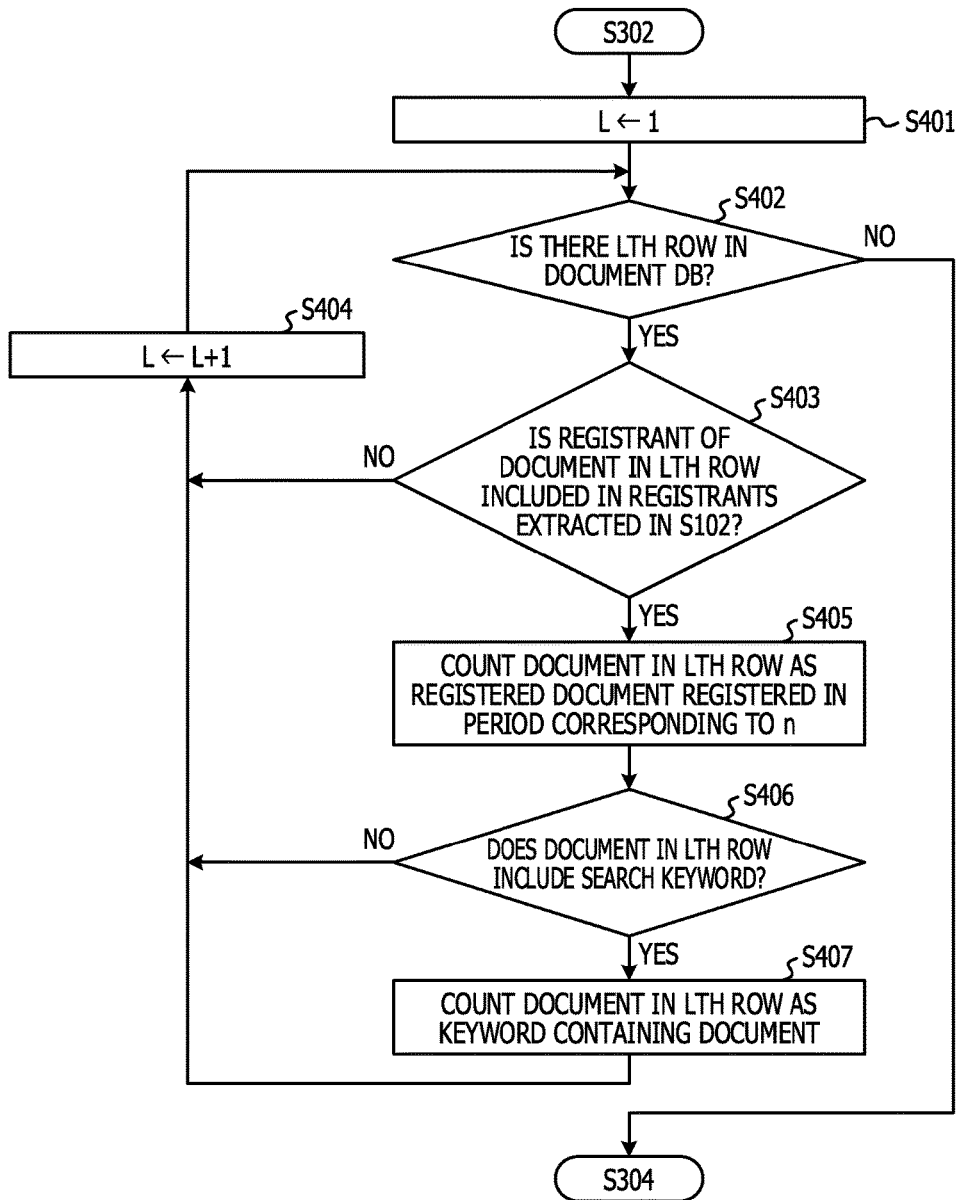 S302
L ← 1
S401
S402
IS THERE LTH ROW IN
DOCUMENT DB?
NO
YES
S404
L ← L+1
S403
IS REGISTRANT OF
DOCUMENT IN LTH ROW
INCLUDED IN REGISTRANTS
EXTRACTED IN S102?
NO
YES
S405
COUNT DOCUMENT IN LTH ROW AS
REGISTERED DOCUMENT REGISTERED IN
PERIOD CORRESPONDING TO n
S406
DOES DOCUMENT IN LTH ROW
INCLUDE SEARCH KEYWORD?
NO
YES
S407
COUNT DOCUMENT IN LTH ROW AS
KEYWORD CONTAINING DOCUMENT
S304